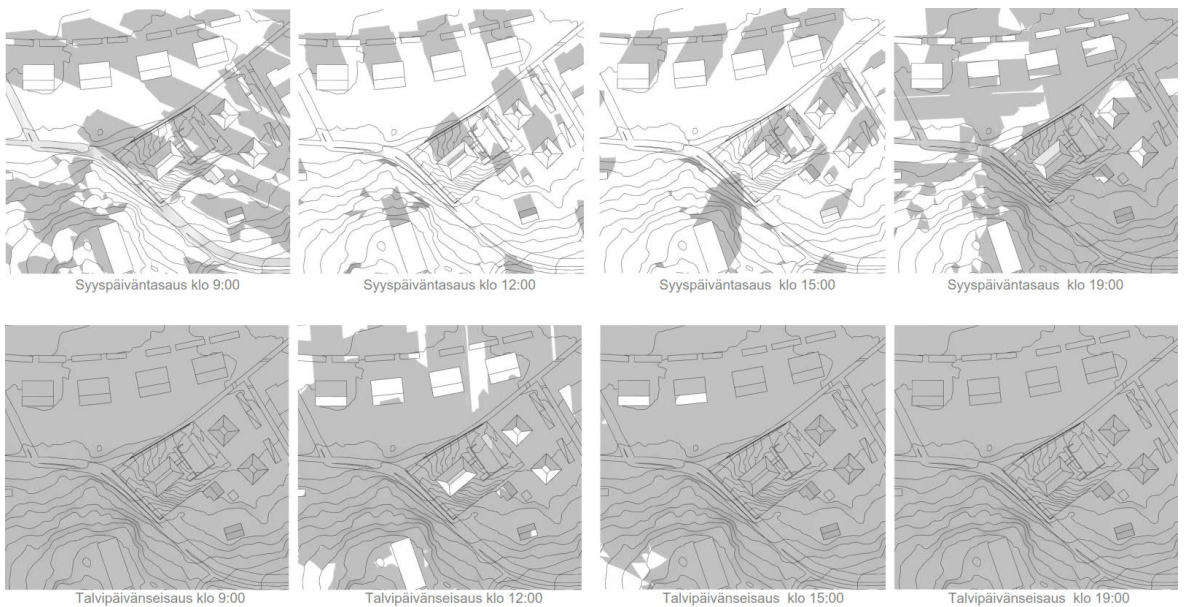 Syyspäiväntasaus klo 9:00
Syyspäiväntasaus klo 12:00
Syyspäiväntasaus klo 15:00
Syyspäiväntasaus klo 19:00
Talvipäivänseisaus klo 9:00
Talvipäivänseisaus klo 12:00
Talvipäivänseisaus klo 15:00
Talvipäivänseisaus klo 19:00